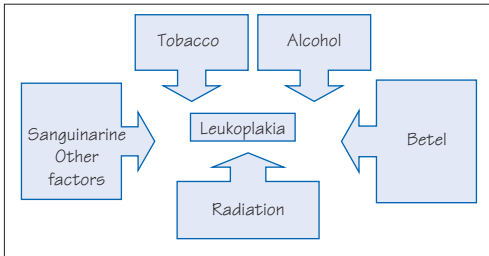 Tobacco
Alcohol
Sanguinarine
Other
factors
Leukoplakia
Betel
Radiation